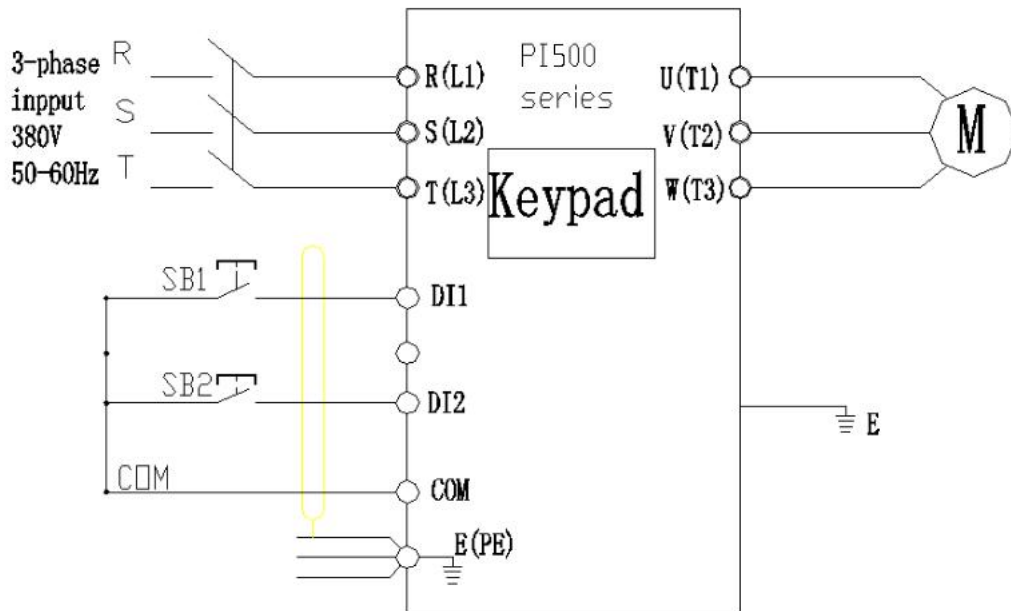 3-phase
inpput
380V
50-60Hz
R
S
T
R(L1)
S(L2)
T(L3)
PI500
series
Keypad
U(T1)
V(T2)
W(T3)
M
SB1
DI1
SB2
DI2
E
COM
COM
E(PE)